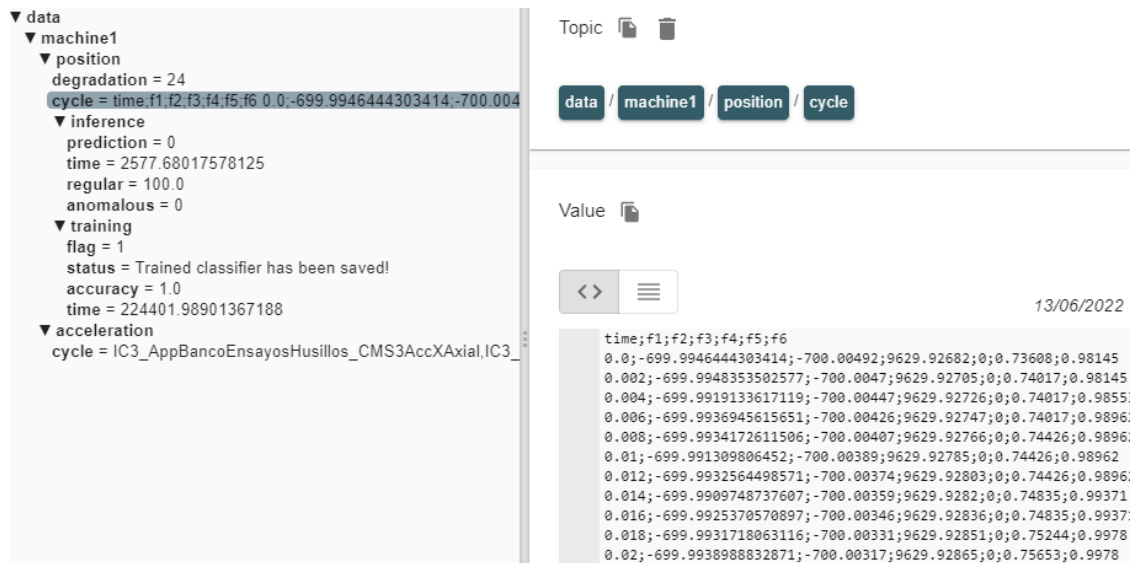 data
machine1
position
degradation = 24
cycle = time;f1;f2;f3;f4;f5;f6 0.0;-699.9946444303414;-700.004
inference
prediction = 0
time = 2577.68017578125
regular = 100.0
anomalous = 0
training
flag = 1
status = Trained classifier has been saved!
accuracy = 1.0
time = 224401.98901367188
acceleration
cycle = IC3_AppBancoEnsayosHusillos_CMS3AccXAxial,IC3_
Topic
data / machine1 / position / cycle
Value
<>
13/06/2022
time;f1;f2;f3;f4;f5;f6
0.0;-699.9946444303414;-700.00492;9629.92682;0;0.73608;0.98145
0.002;-699.9948353502577;-700.0047;9629.92705;0;0.74017;0.98145
0.004;-699.9919133617119;-700.00447;9629.92726;0;0.74017;0.98553
0.006;-699.9936945615651;-700.00426;9629.92747;0;0.74017;0.98962
0.008;-699.9934172611506;-700.00407;9629.92766;0;0.74426;0.98962
0.01;-699.991309806452;-700.00389;9629.92785;0;0.74426;0.98962
0.012;-699.9932564498571;-700.00374;9629.92803;0;0.74426;0.98962
0.014;-699.9909748737607;-700.00359;9629.9282;0;0.74835;0.99371
0.016;-699.9925370570897;-700.00346;9629.92836;0;0.74835;0.99371
0.018;-699.9931718063116;-700.00331;9629.92851;0;0.75244;0.9978
0.02;-699.9938988832871;-700.00317;9629.92865;0;0.75653;0.9978